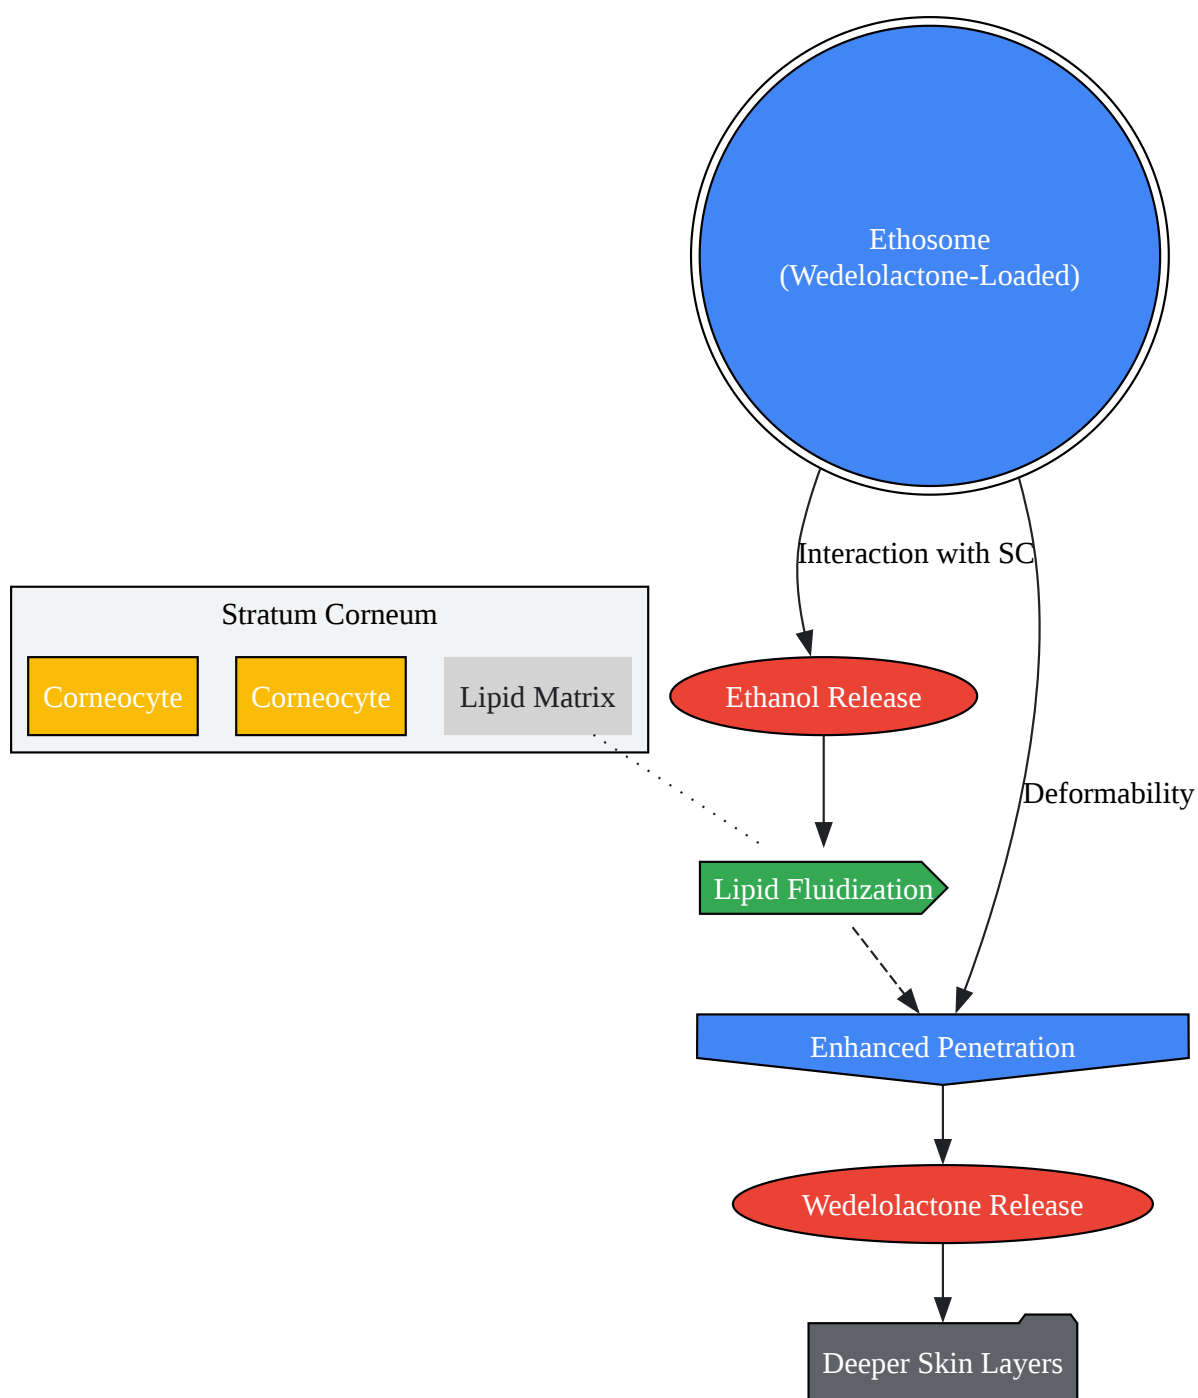 Ethosome
(Wedelolactone-Loaded)
Interaction with SC
Stratum Corneum
Corneocyte
Corneocyte
Lipid Matrix
Ethanol Release
Deformability
Lipid Fluidization
Enhanced Penetration
Wedelolactone Release
Deeper Skin Layers